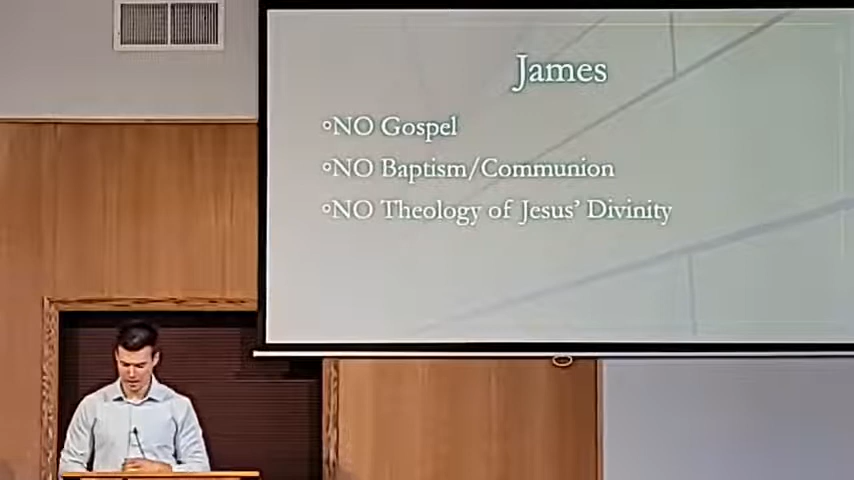 James
◦NO Gospel
◦NO Baptism/Communion
◦NO Theology of Jesus’ Divinity